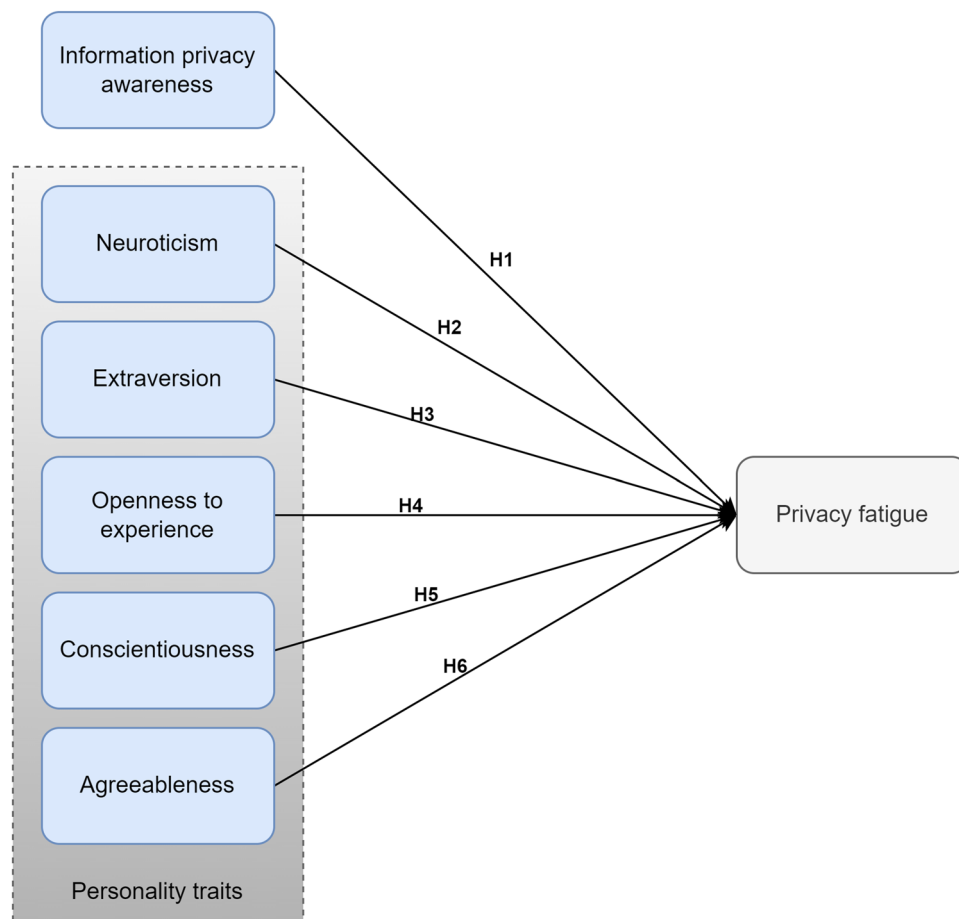 Information privacy
awareness
Neuroticism
Extraversion
Openness to
experience
Conscientiousness
Agreeableness
Personality traits
H1
H2
H3
H4
H5
H6
Privacy fatigue